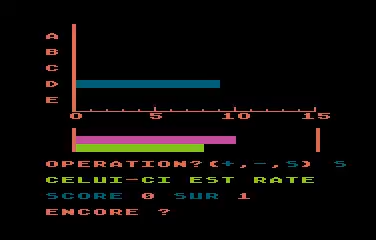 A
B
C
D
E
0 5 10 15
OPERATION?(+,-,S) S
CELUI-CI EST RATE
SCORE 0 SUR 1
ENCORE ?